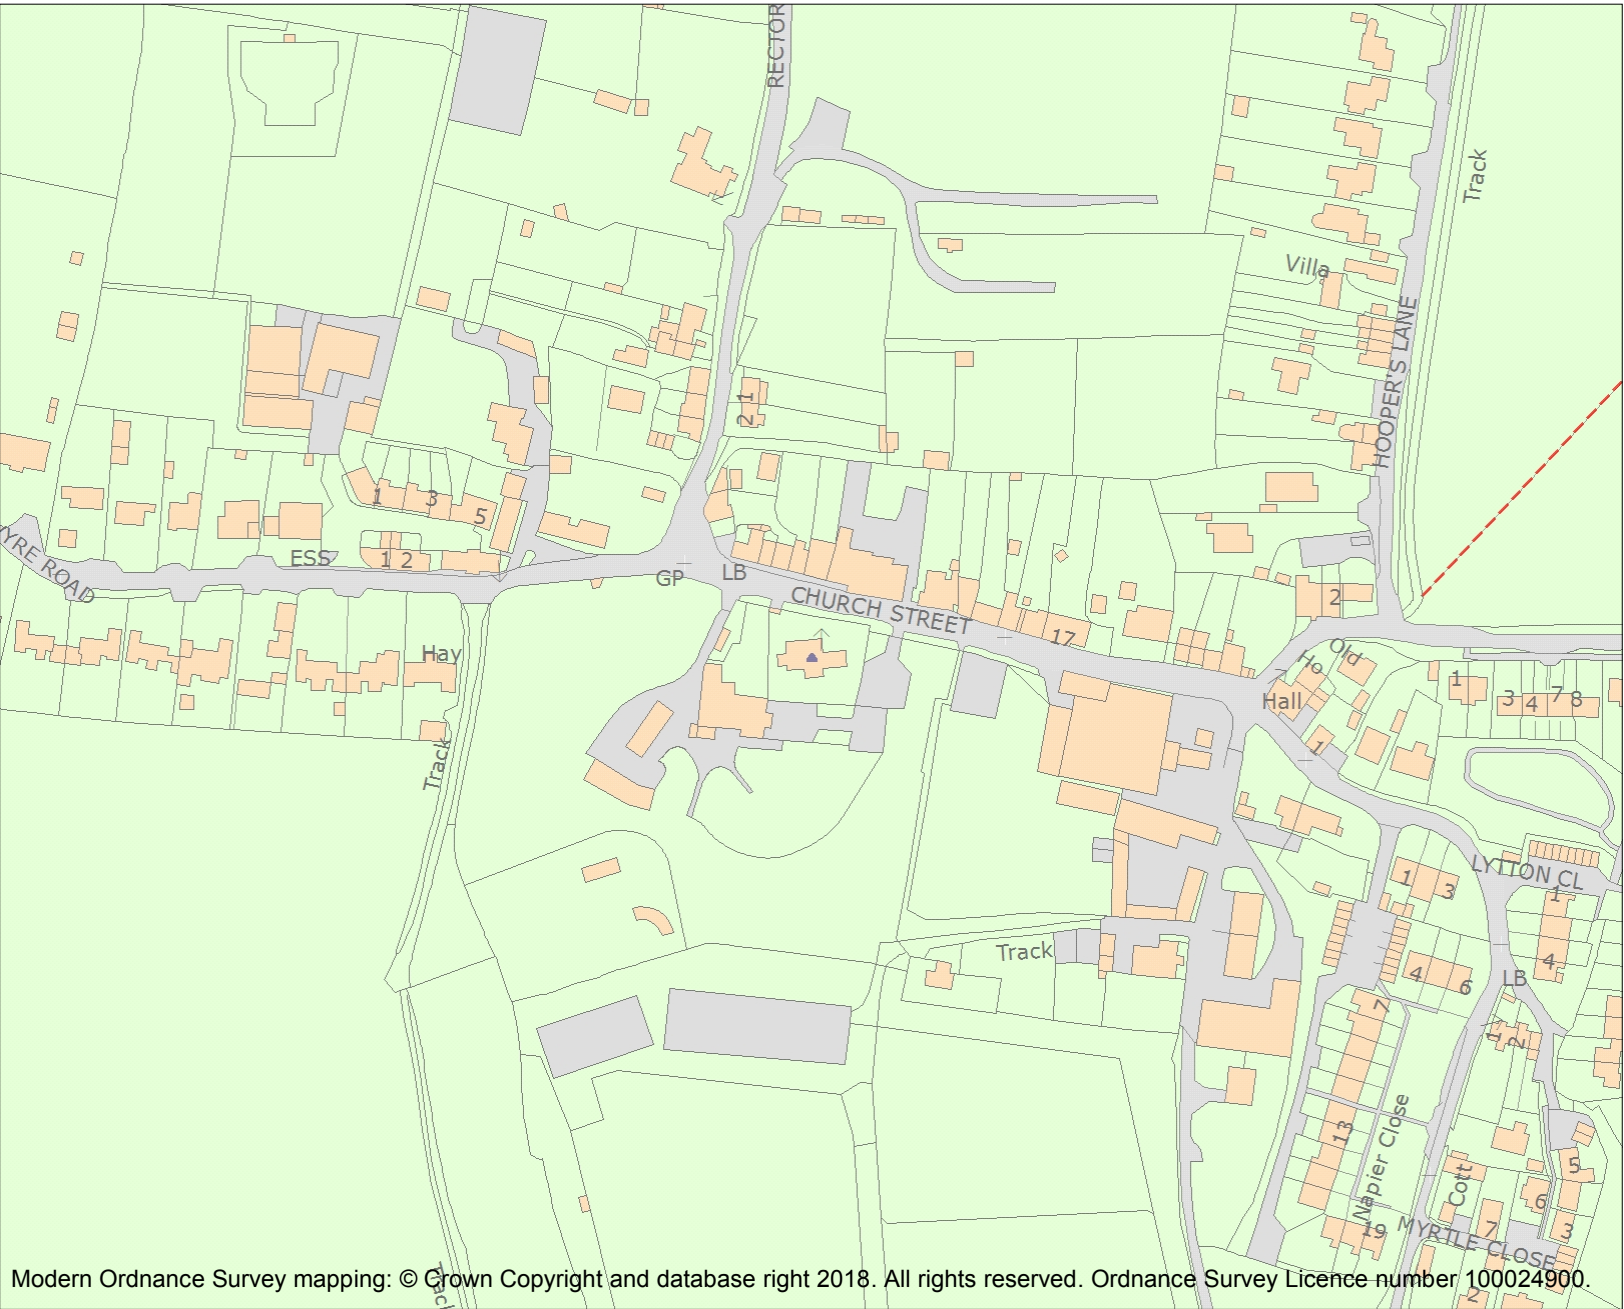 RECTOR
Track
Villa
HOOPER'S LANE
2 1
1
3
5
ESS
1 2
TYRE ROAD
GP
LB
CHURCH STREET
17
2
Old
Ho
Hall
Hay
1
3 4 7 8
1
Track
LYTTON CL
1
3
1
4
Track
4
6
LB
7
1
2
13
Napier Close
Cott
5
6
7
3
19
MYRTLE CLOSE
2
Track
Modern Ordnance Survey mapping: © Crown Copyright and database right 2018. All rights reserved. Ordnance Survey Licence number 100024900.